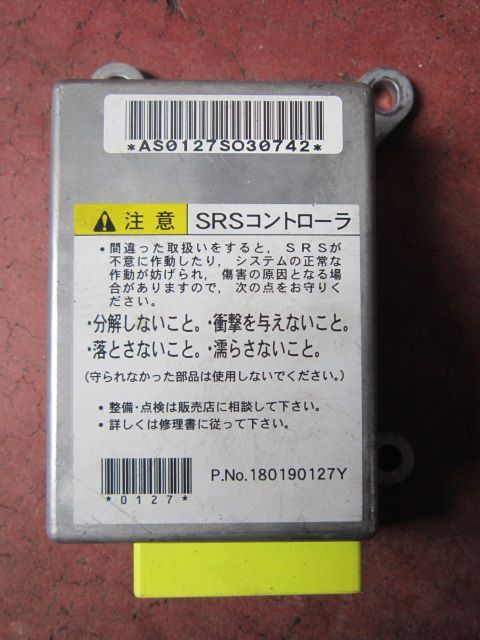 *AS0127S030742*
注意 SRSコントローラ
・間違った取扱いをすると，SRSが
不意に作動したり，システムの正常な
作動が妨げられ，傷害の原因となる場
合がありますので，次の点をお守りく
ださい。
・分解しないこと。・衝撃を与えないこと。
・落とさないこと。・濡らさないこと。
（守られなかった部品は使用しないでください。）
・整備・点検は販売店に相談して下さい。
・詳しくは修理書に従って下さい。
*0127*
P.No.180190127Y